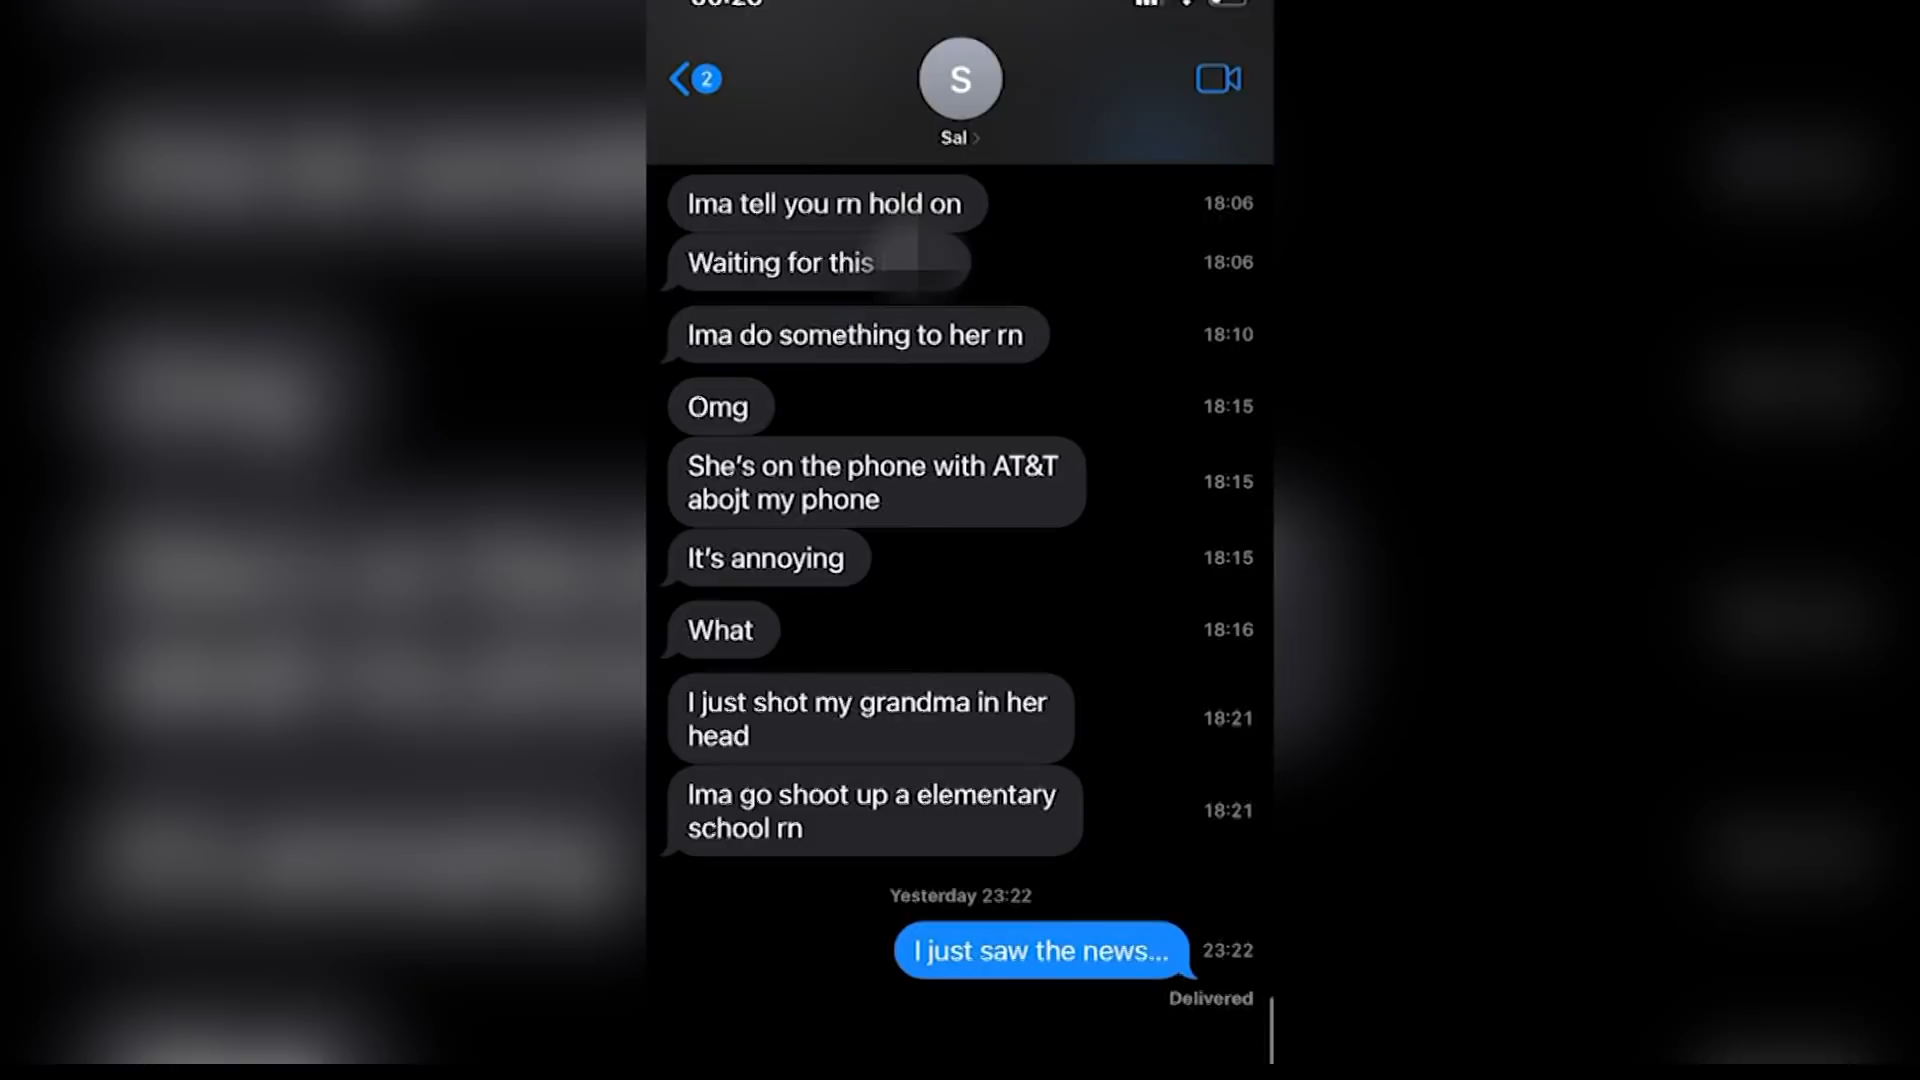 2
S
Sal
Ima tell you rn hold on
18:06
Waiting for this
18:06
Ima do something to her rn
18:10
Omg
18:15
She's on the phone with AT&T
abojt my phone
18:15
It's annoying
18:15
What
18:16
I just shot my grandma in her
head
18:21
Ima go shoot up a elementary
school rn
18:21
Yesterday 23:22
I just saw the news...
23:22
Delivered